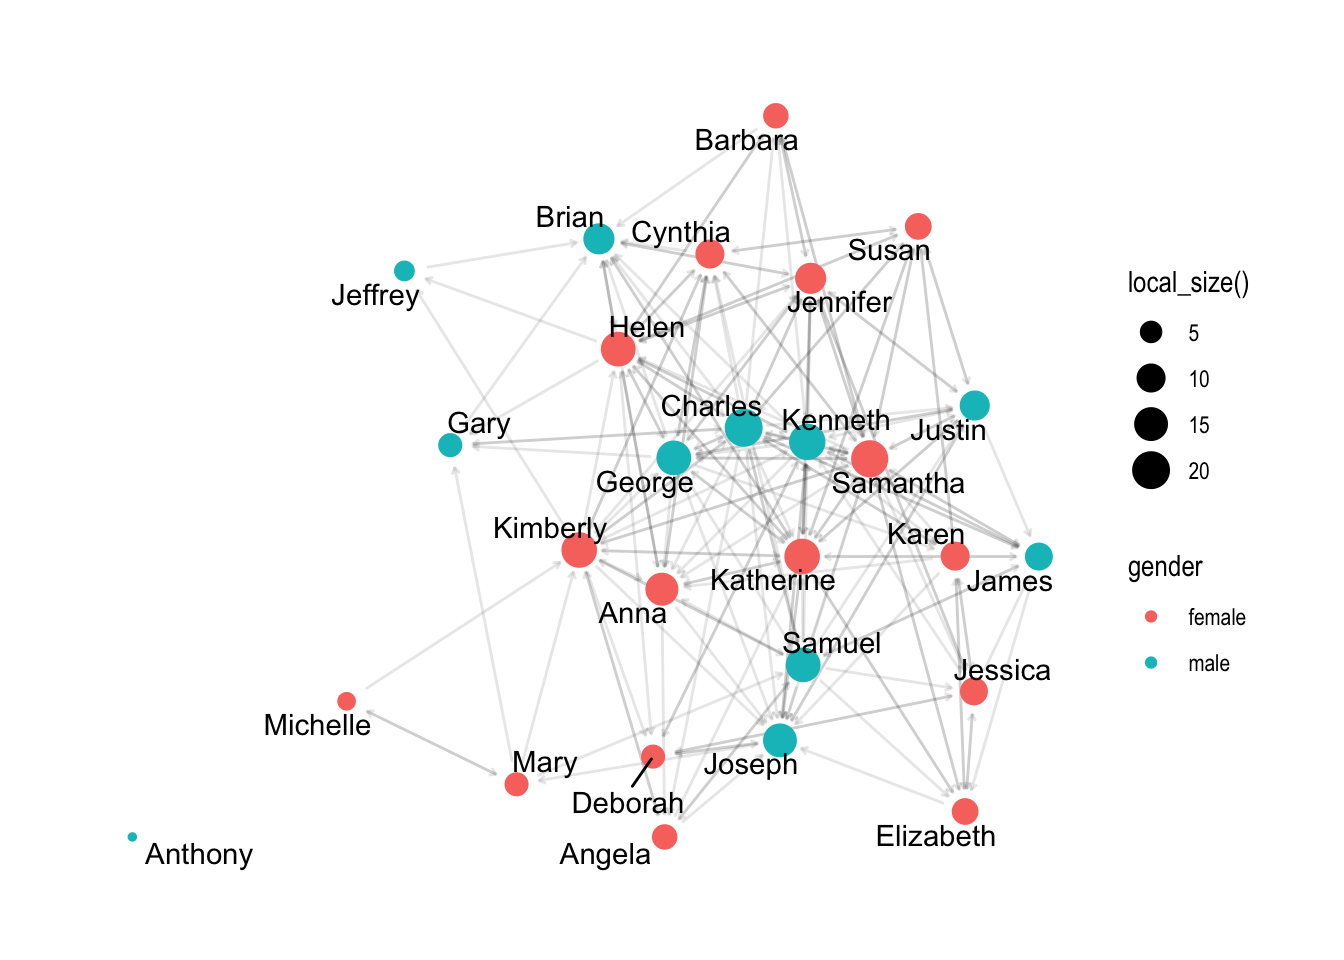 Barbara
Brian
Cynthia
Susan
Jeffrey
Jennifer
Helen
Charles
Kenneth
Gary
Justin
George
Samantha
Kimberly
Karen
Katherine
James
Anna
Samuel
Jessica
Michelle
Mary
Joseph
Deborah
Elizabeth
Anthony
Angela
local_size()
5
10
15
20
gender
female
male